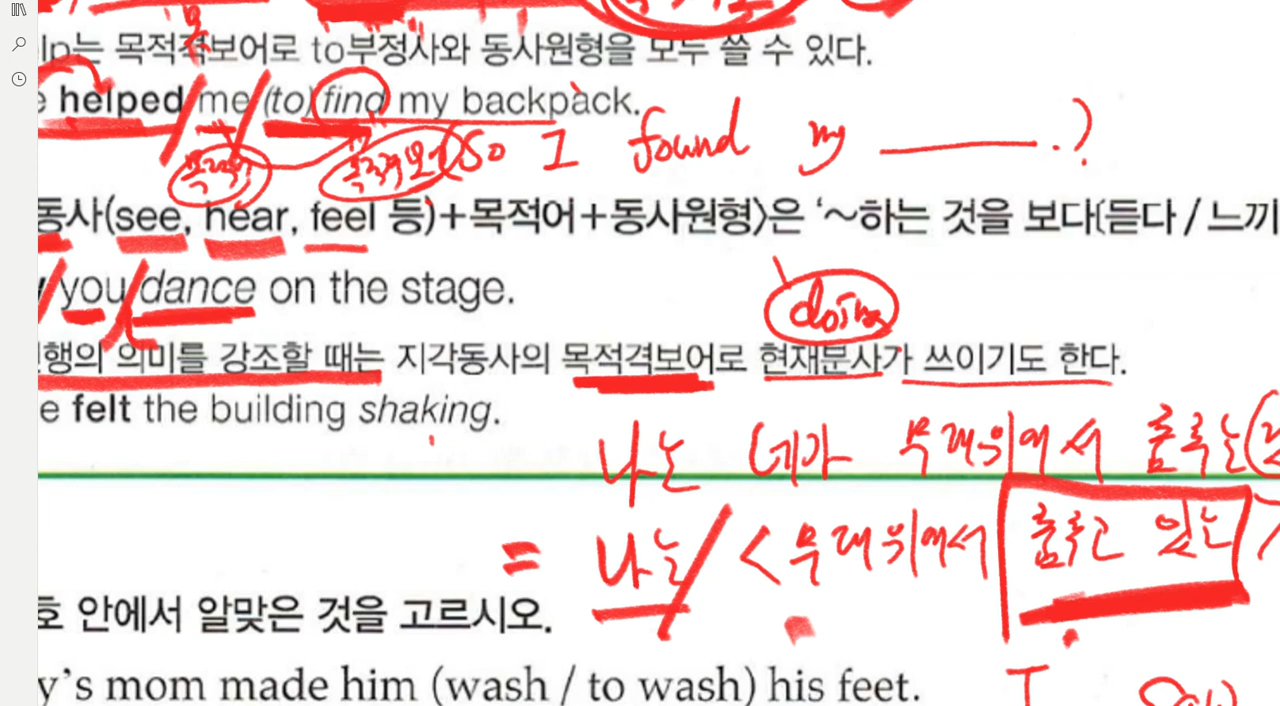 lp는 목적격보어로 to부정사와 동사원형을 모두 쓸 수 있다.
e helped me (to) find my backpack.
목적어 목적격보어 So I found my ______.?
동사(see, hear, feel 등)+목적어+동사원형>은 ‘~하는 것을 보다(듣다 / 느끼
you dance on the stage.
doing
행의 의미를 강조할 때는 지각동사의 목적격보어로 현재분사가 쓰이기도 한다.
e felt the building shaking.
나는 네가 무대위에서 춤추는
= 나는 / < 무대위에서 춤추고 있는
호 안에서 알맞은 것을 고르시오.
y’s mom made him (wash / to wash) his feet.
I saw